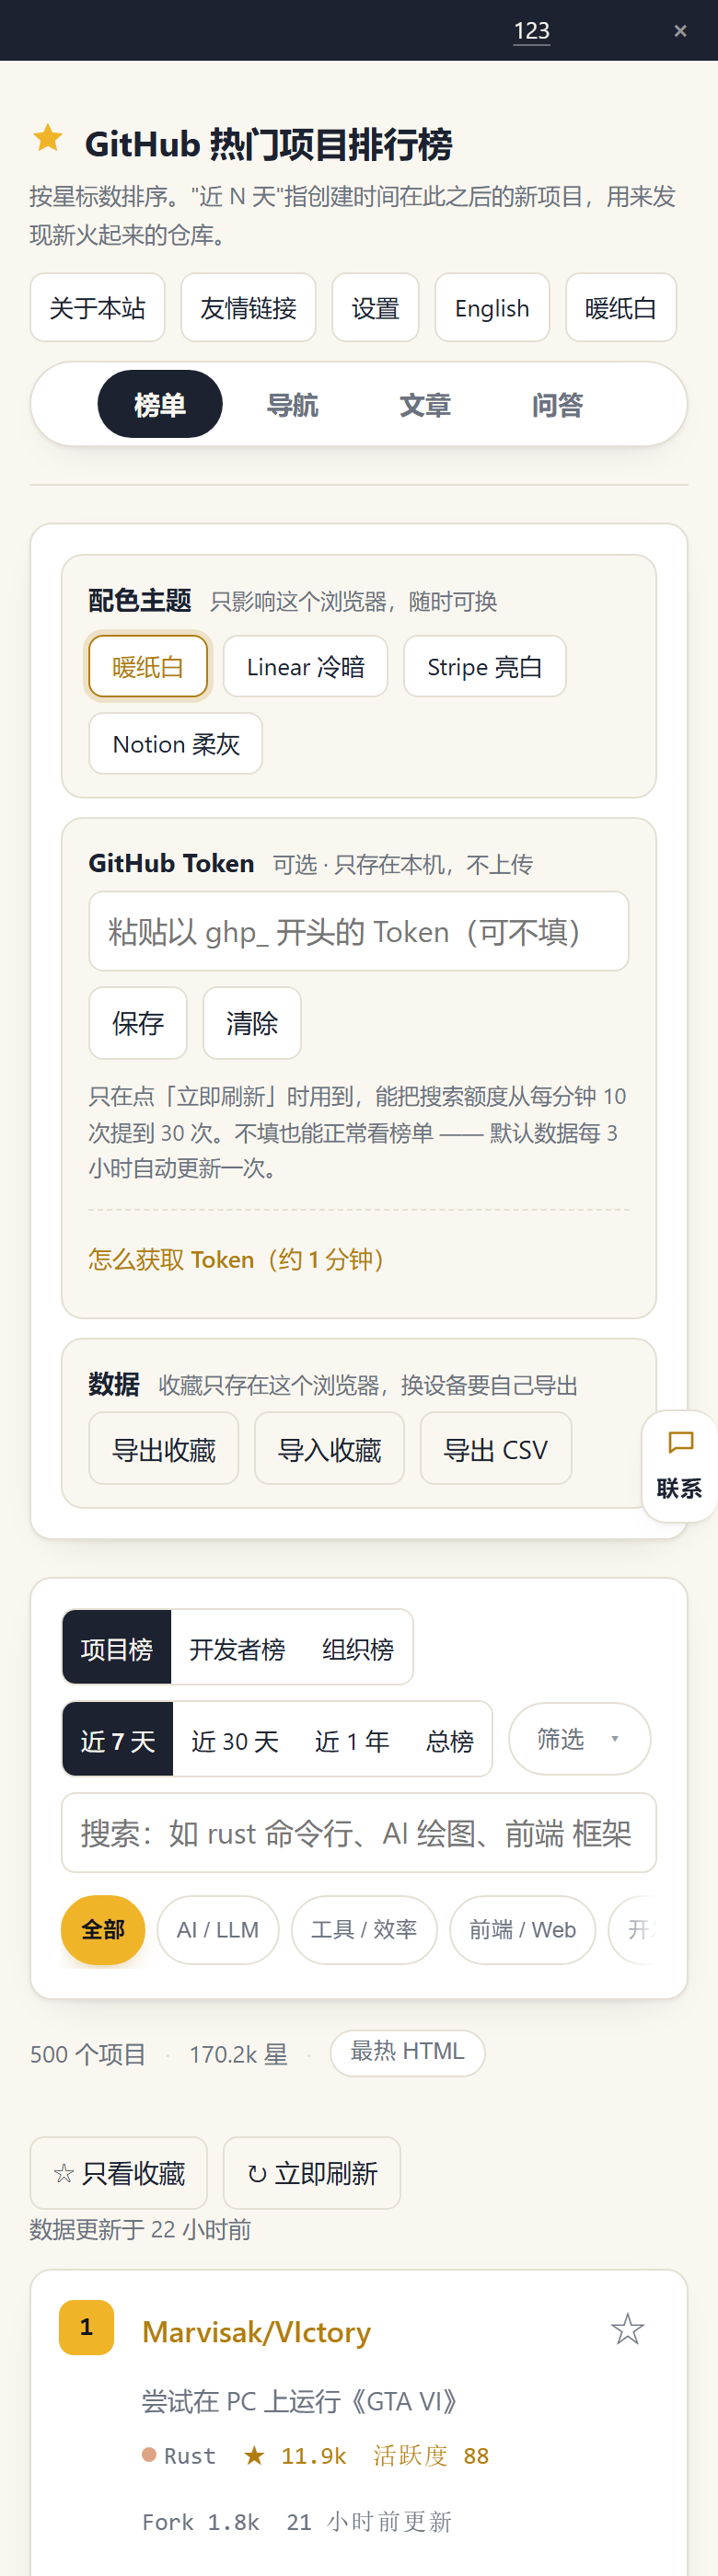 123 ×
GitHub 热门项目排行榜
按星标数排序。"近 N 天"指创建时间在此之后的新项目，用来发
现新火起来的仓库。
关于本站 友情链接 设置 English 暖纸白
榜单 导航 文章 问答
配色主题 只影响这个浏览器，随时可换
暖纸白 Linear 冷暗 Stripe 亮白
Notion 柔灰
GitHub Token 可选 · 只存在本机，不上传
粘贴以 ghp_ 开头的 Token（可不填）
保存 清除
只在点「立即刷新」时用到，能把搜索额度从每分钟 10
次提到 30 次。不填也能正常看榜单 —— 默认数据每 3
小时自动更新一次。
怎么获取 Token（约 1 分钟）
数据 收藏只存在这个浏览器，换设备要自己导出
导出收藏 导入收藏 导出 CSV
联系
项目榜 开发者榜 组织榜
近 7 天 近 30 天 近 1 年 总榜 筛选 ▾
搜索：如 rust 命令行、AI 绘图、前端 框架
全部 AI / LLM 工具 / 效率 前端 / Web 开
500 个项目 · 170.2k 星 · 最热 HTML
☆ 只看收藏 ↻ 立即刷新
数据更新于 22 小时前
1 Marvisak/VIctory ☆
尝试在 PC 上运行《GTA VI》
Rust ★ 11.9k 活跃度 88
Fork 1.8k 21 小时前更新